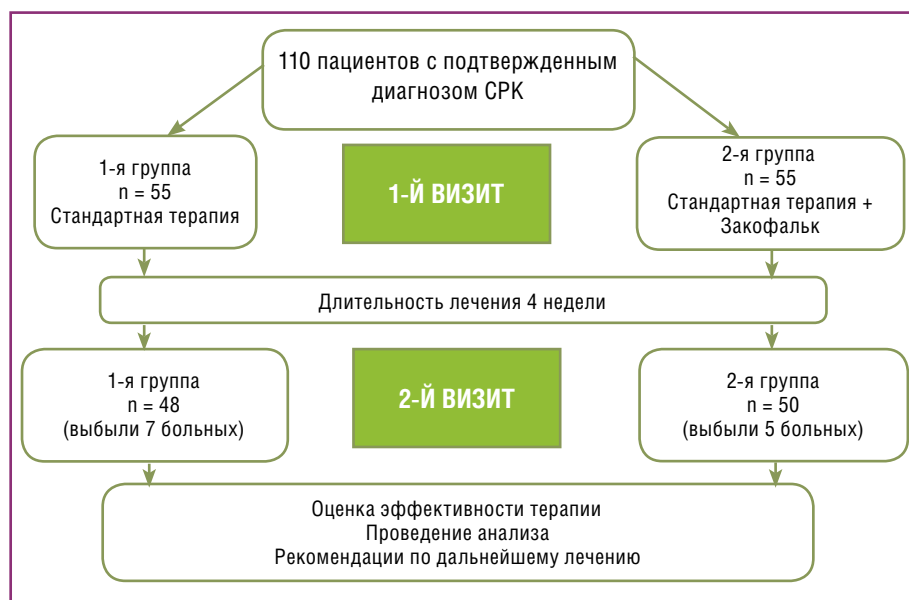 110 пациентов с подтвержденным
диагнозом СРК
1-я группа
n = 55
Стандартная терапия
1-Й ВИЗИТ
2-я группа
n = 55
Стандартная терапия +
Закофальк
Длительность лечения 4 недели
1-я группа
n = 48
(выбыли 7 больных)
2-Й ВИЗИТ
2-я группа
n = 50
(выбыли 5 больных)
Оценка эффективности терапии
Проведение анализа
Рекомендации по дальнейшему лечению